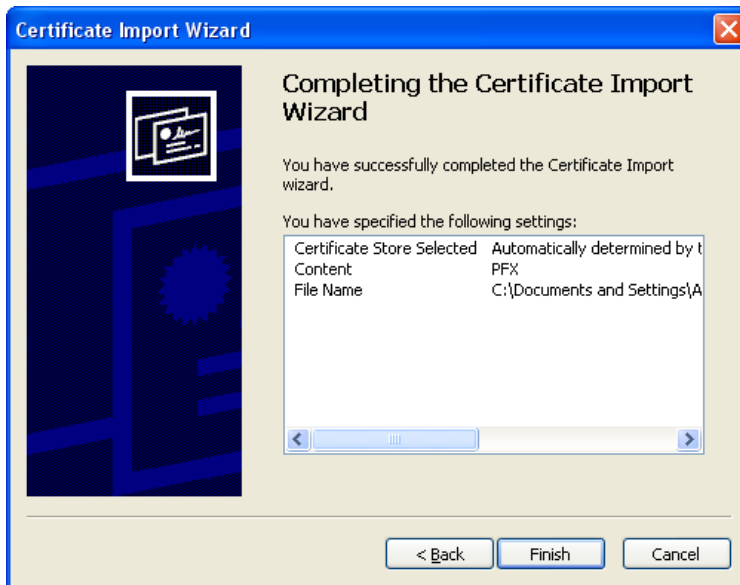 Certificate Import Wizard
Completing the Certificate Import
Wizard
You have successfully completed the Certificate Import
wizard.
You have specified the following settings:
Certificate Store Selected Automatically determined by t
Content PFX
File Name C:\Documents and Settings\A
< Back Finish Cancel